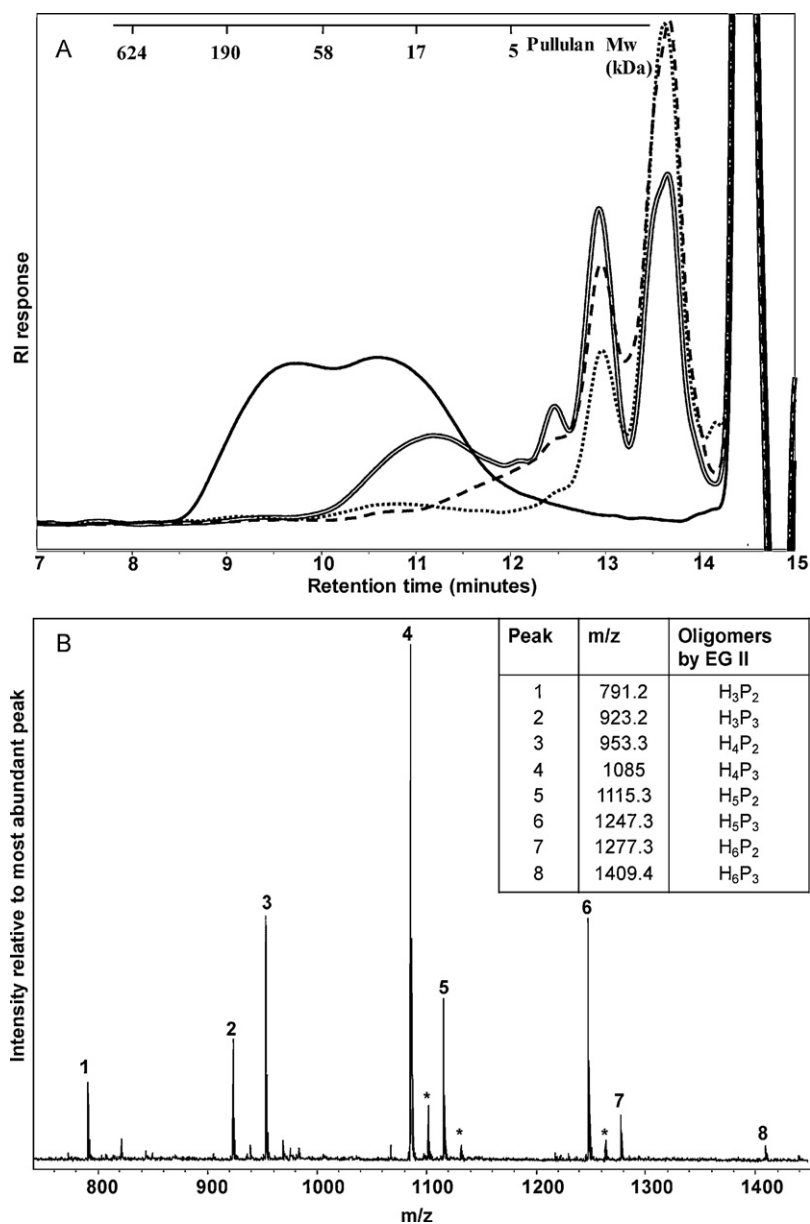 A
624 190 58 17 5 Pullulan Mw
(kDa)
RI response
7 8 9 10 11 12 13 14 15
Retention time (minutes)
B
Peak m/z Oligomers
by EG II
1 791.2 H₃P₂
2 923.2 H₃P₃
3 953.3 H₄P₂
4 1085 H₄P₃
5 1115.3 H₅P₂
6 1247.3 H₅P₃
7 1277.3 H₆P₂
8 1409.4 H₆P₃
Intensity relative to most abundant peak
1 2 3 4 * 5 * 6 * 7 8
800 900 1000 1100 1200 1300 1400
m/z